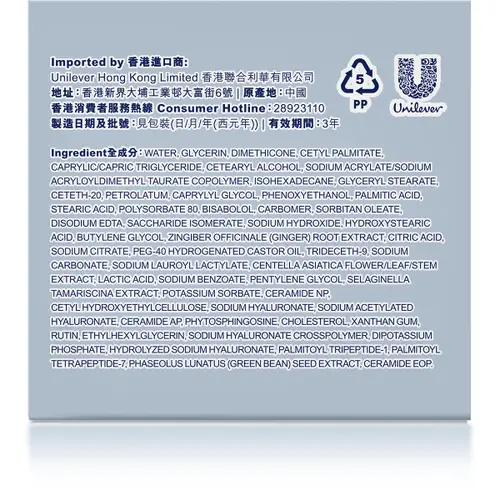 Imported by 香港進口商:
Unilever Hong Kong Limited 香港聯合利華有限公司
地址:香港新界大埔工業邨大富街6號 | 原產地:中國
香港消費者服務熱線 Consumer Hotline:28923110
製造日期及批號:見包裝(日/月/年(西元年)) | 有效期間:3年
5
PP
Unilever
Ingredient全成分: WATER, GLYCERIN, DIMETHICONE, CETYL PALMITATE,
CAPRYLIC/CAPRIC TRIGLYCERIDE, CETEARYL ALCOHOL, SODIUM ACRYLATE/SODIUM
ACRYLOYLDIMETHYL TAURATE COPOLYMER, ISOHEXADECANE, GLYCERYL STEARATE,
CETETH-20, PETROLATUM, CAPRYLYL GLYCOL, PHENOXYETHANOL, PALMITIC ACID,
STEARIC ACID, POLYSORBATE 80, BISABOLOL, CARBOMER, SORBITAN OLEATE,
DISODIUM EDTA, SACCHARIDE ISOMERATE, SODIUM HYDROXIDE, HYDROXYSTEARIC
ACID, BUTYLENE GLYCOL, ZINGIBER OFFICINALE (GINGER) ROOT EXTRACT, CITRIC ACID,
SODIUM CITRATE, PEG-40 HYDROGENATED CASTOR OIL, TRIDECETH-9, SODIUM
CARBONATE, SODIUM LAUROYL LACTYLATE, CENTELLA ASIATICA FLOWER/LEAF/STEM
EXTRACT, LACTIC ACID, SODIUM BENZOATE, PENTYLENE GLYCOL, SELAGINELLA
TAMARISCINA EXTRACT, POTASSIUM SORBATE, CERAMIDE NP,
CETYL HYDROXYETHYLCELLULOSE, SODIUM HYALURONATE, SODIUM ACETYLATED
HYALURONATE, CERAMIDE AP, PHYTOSPHINGOSINE, CHOLESTEROL, XANTHAN GUM,
RUTIN, ETHYLHEXYLGLYCERIN, SODIUM HYALURONATE CROSSPOLYMER, DIPOTASSIUM
PHOSPHATE, HYDROLYZED SODIUM HYALURONATE, PALMITOYL TRIPEPTIDE-1, PALMITOYL
TETRAPEPTIDE-7, PHASEOLUS LUNATUS (GREEN BEAN) SEED EXTRACT, CERAMIDE EOP.